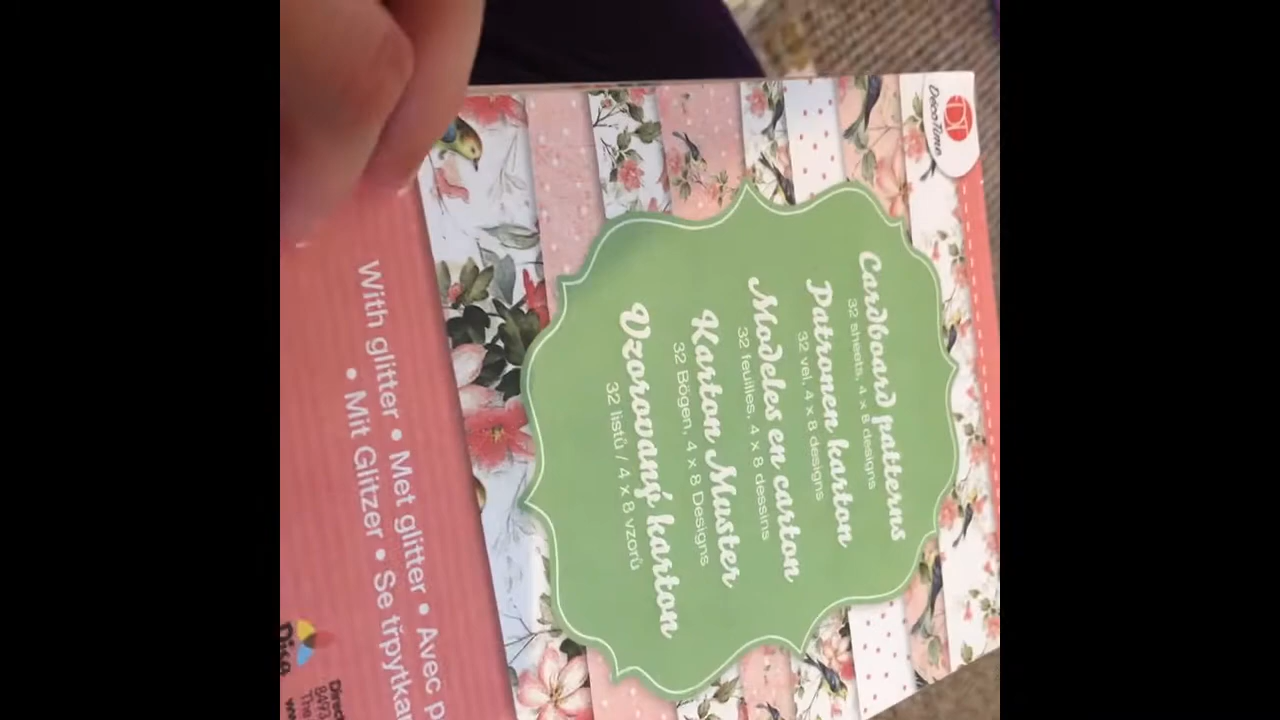 DécoTime
Cardboard patterns
32 sheets, 4 x 8 designs
Patronen karton
32 vel, 4 x 8 designs
Modeles en carton
32 feuilles, 4 x 8 dessins
Karton Muster
32 Bögen, 4 x 8 Designs
Vzorovaný karton
32 listů / 4 x 8 vzorů
With glitter • Met glitter • Avec
• Mit Glitzer • Se